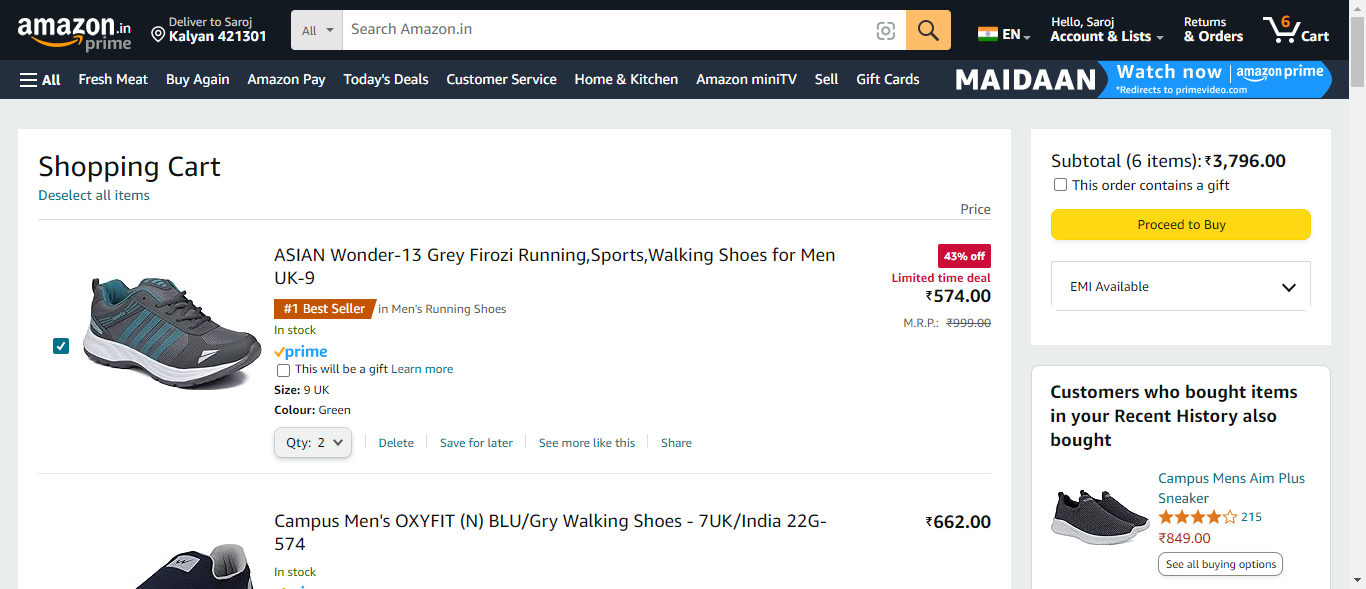 amazon.in
prime
Deliver to Saroj
Kalyan 421301
All
Search Amazon.in
EN
Hello, Saroj
Account & Lists
Returns
& Orders
6
Cart
All
Fresh Meat
Buy Again
Amazon Pay
Today's Deals
Customer Service
Home & Kitchen
Amazon miniTV
Sell
Gift Cards
MAIDAAN
Watch now | amazon prime
*Redirects to primevideo.com
Shopping Cart
Deselect all items
Price
ASIAN Wonder-13 Grey Firozi Running,Sports,Walking Shoes for Men
UK-9
#1 Best Seller in Men's Running Shoes
In stock
prime
This will be a gift Learn more
Size: 9 UK
Colour: Green
Qty: 2
Delete
Save for later
See more like this
Share
43% off
Limited time deal
₹574.00
M.R.P.: ₹999.00
Campus Men's OXYFIT (N) BLU/Gry Walking Shoes - 7UK/India 22G-
574
In stock
₹662.00
Subtotal (6 items): ₹3,796.00
This order contains a gift
Proceed to Buy
EMI Available
Customers who bought items
in your Recent History also
bought
Campus Mens Aim Plus
Sneaker
215
₹849.00
See all buying options